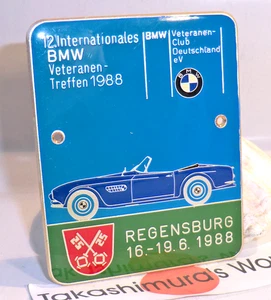 12.Internationales
BMW
Veteranen-
Treffen 1988
BMW
Veteranen-
Club
Deutschland
eV
BMW
REGENSBURG
16.-19.6.1988
Takashimura's Wo